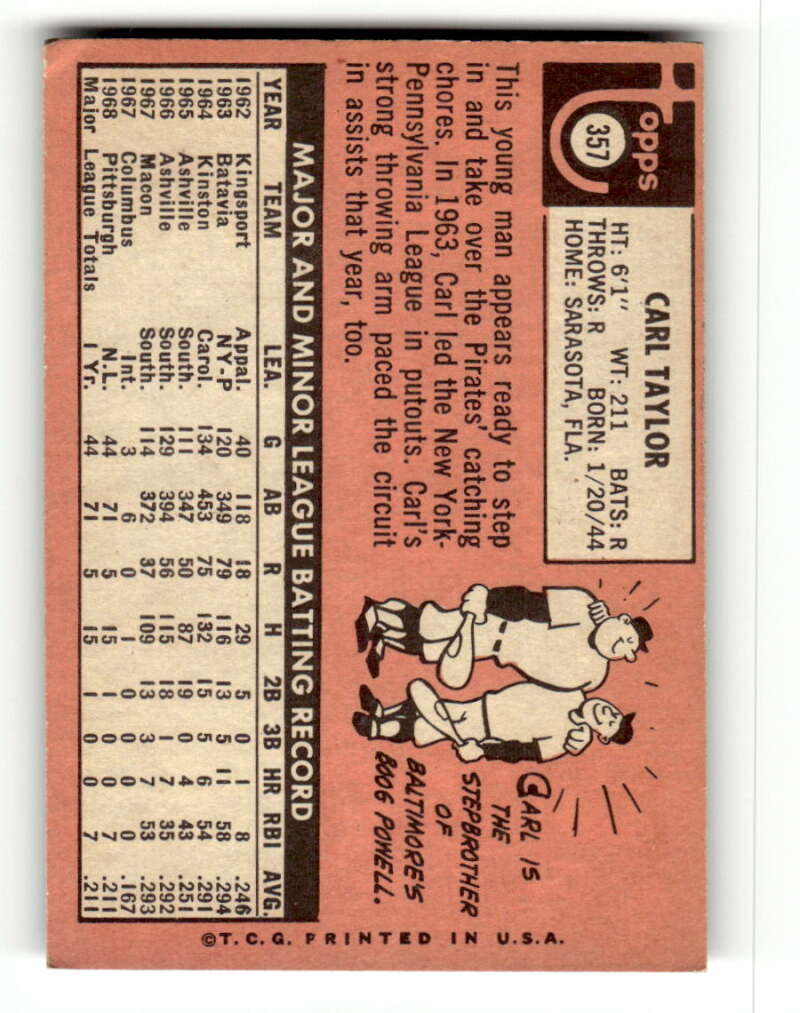 Topps
357
CARL TAYLOR
HT: 6'1" WT: 211 BATS: R
THROWS: R BORN: 1/20/44
HOME: SARASOTA, FLA.
This young man appears ready to step
in and take over the Pirates' catching
chores. In 1963, Carl led the New York-
Pennsylvania League in putouts. Carl's
strong throwing arm paced the circuit
in assists that year, too.
CARL IS
THE
STEPBROTHER
OF
BALTIMORE'S
BOOG POWELL.
MAJOR AND MINOR LEAGUE BATTING RECORD
YEAR TEAM LEA. G AB R H 2B 3B HR RBI AVG.
1962 Kingsport Appal. 40 118 18 29 5 0 1 8 .246
1963 Batavia NY-P 120 349 79 116 13 5 11 58 .294
1964 Kinston Carol. 134 453 75 132 15 5 6 54 .291
1965 Ashville South. 111 347 50 87 19 0 4 43 .251
1966 Ashville South. 129 394 56 115 18 1 7 35 .292
1967 Macon South. 114 372 37 109 13 3 7 53 .293
1967 Columbus Int. 3 6 0 1 0 0 0 0 .167
1968 Pittsburgh N.L. 44 71 5 15 1 0 0 7 .211
Major League Totals 1 Yr. 44 71 5 15 1 0 0 7 .211
©T.C.G. PRINTED IN U.S.A.